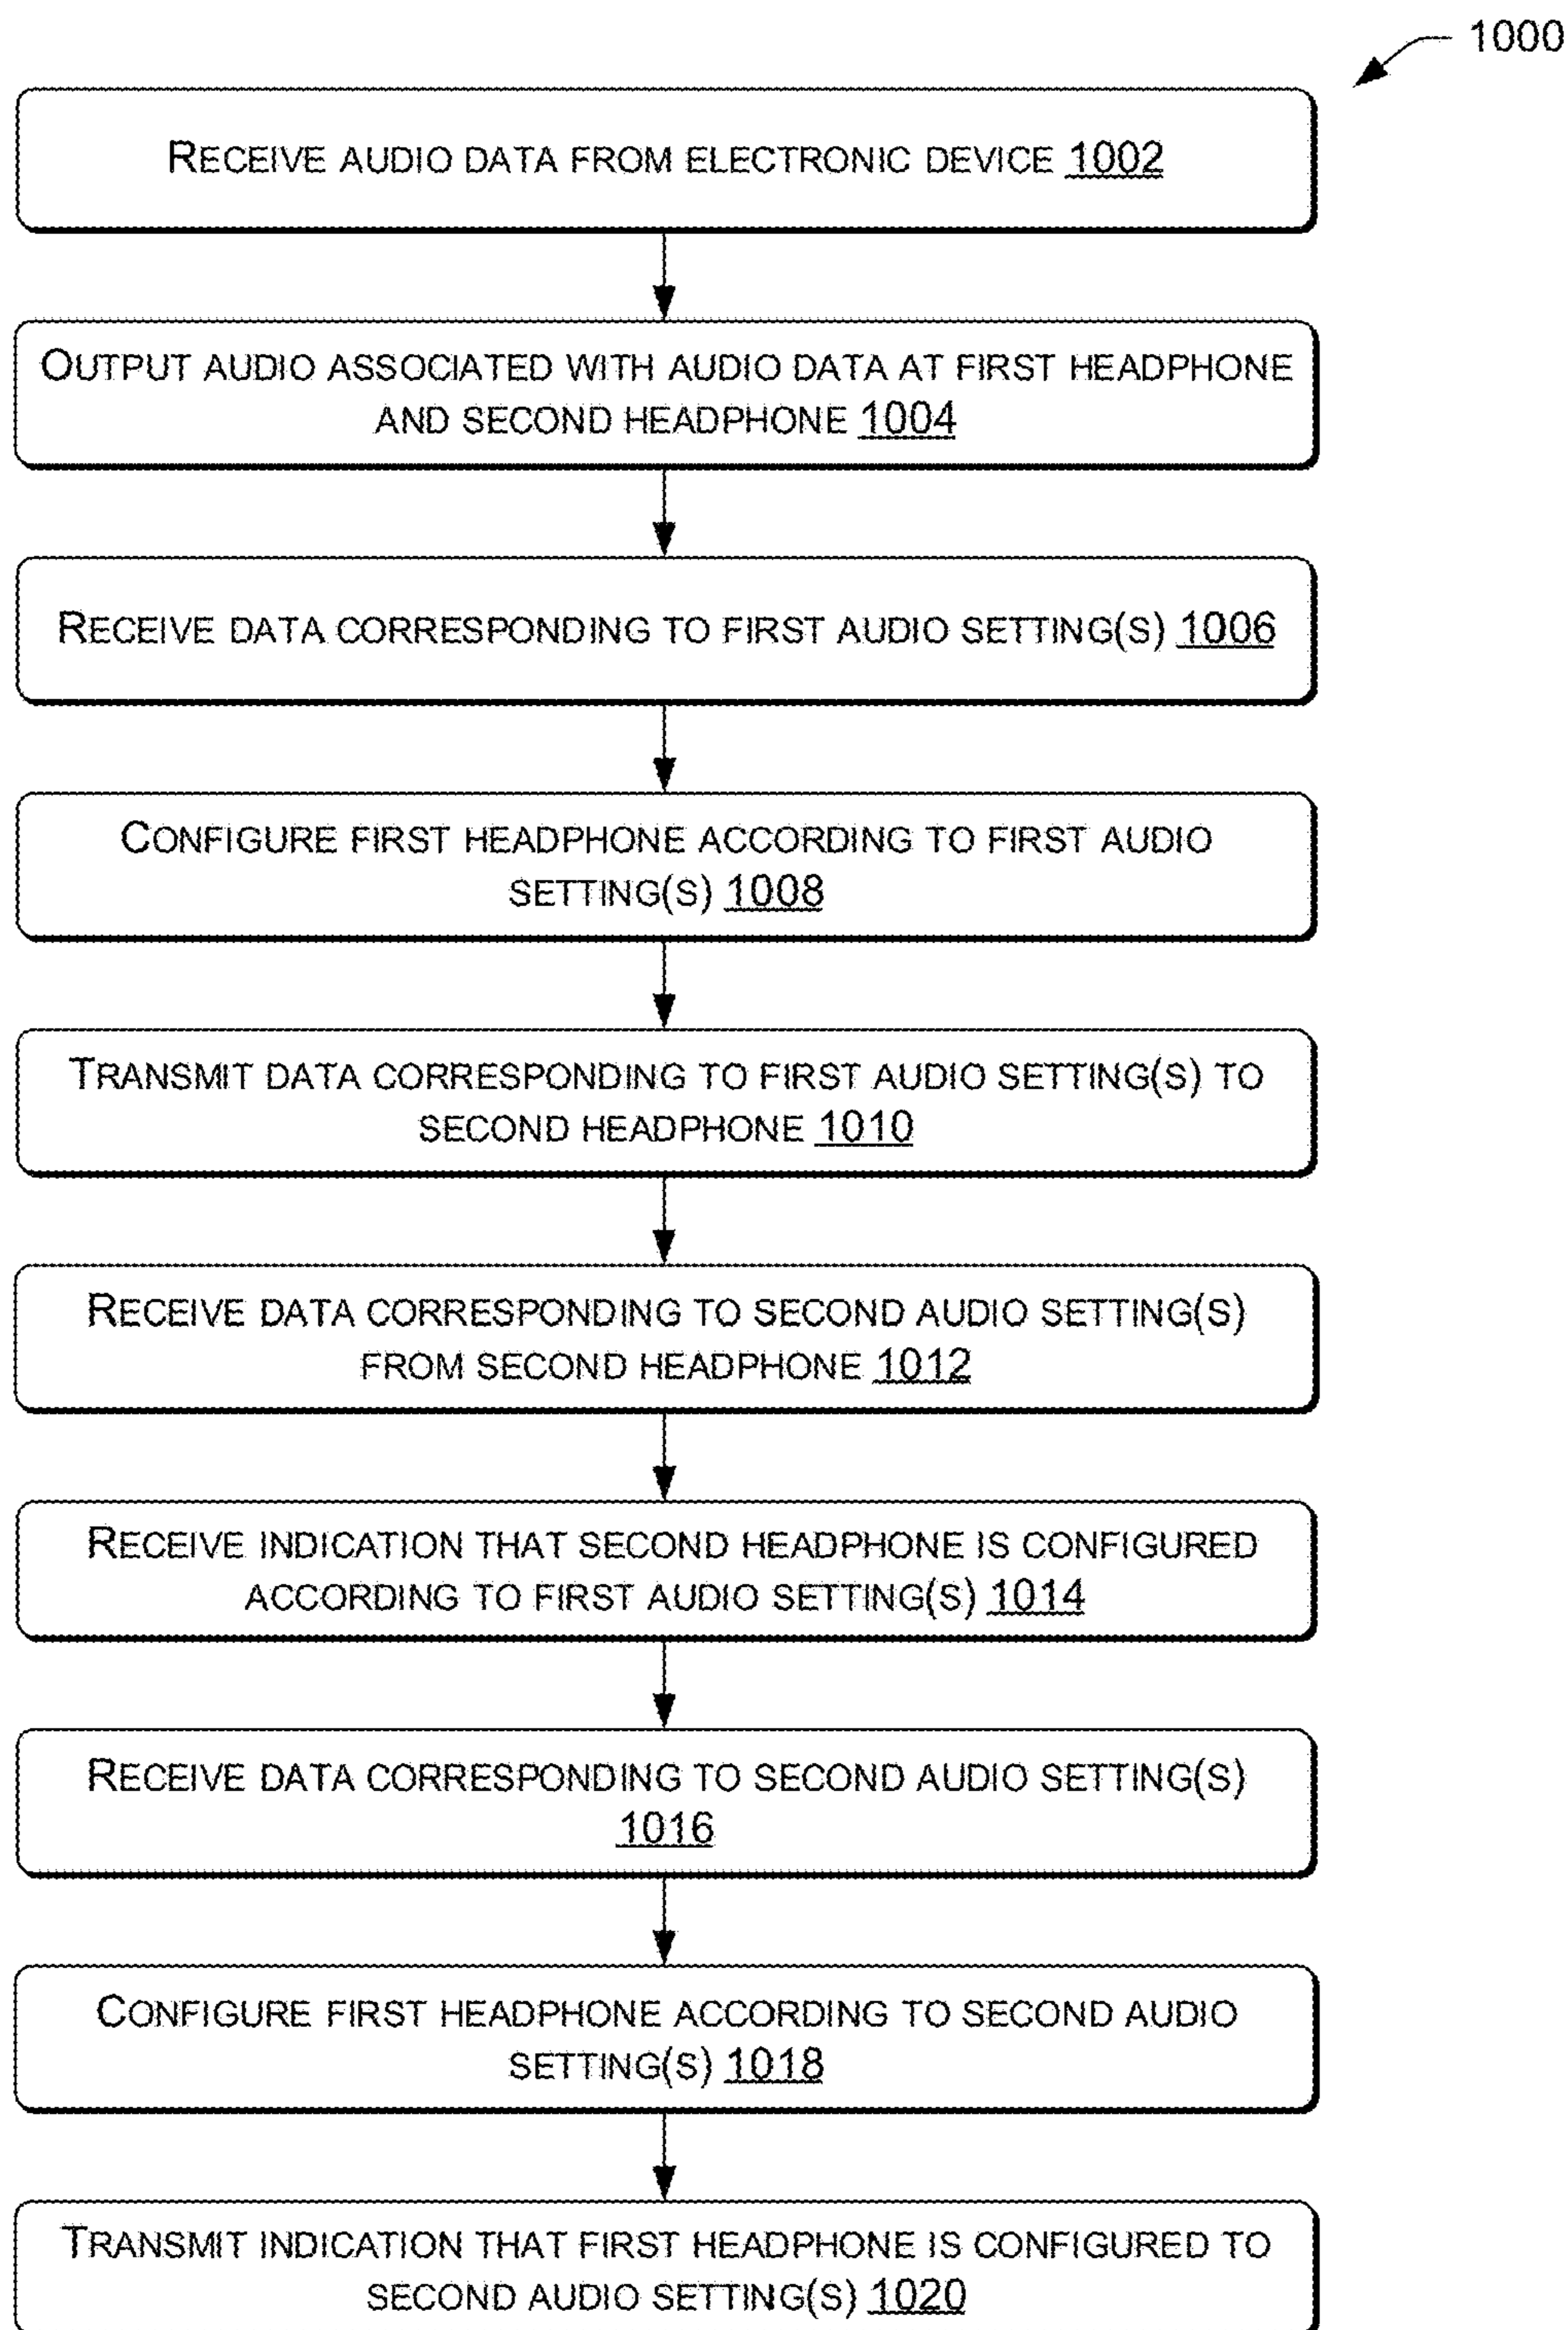 1000
RECEIVE AUDIO DATA FROM ELECTRONIC DEVICE 1002
OUTPUT AUDIO ASSOCIATED WITH AUDIO DATA AT FIRST HEADPHONE
AND SECOND HEADPHONE 1004
RECEIVE DATA CORRESPONDING TO FIRST AUDIO SETTING(S) 1006
CONFIGURE FIRST HEADPHONE ACCORDING TO FIRST AUDIO
SETTING(S) 1008
TRANSMIT DATA CORRESPONDING TO FIRST AUDIO SETTING(S) TO
SECOND HEADPHONE 1010
RECEIVE DATA CORRESPONDING TO SECOND AUDIO SETTING(S)
FROM SECOND HEADPHONE 1012
RECEIVE INDICATION THAT SECOND HEADPHONE IS CONFIGURED
ACCORDING TO FIRST AUDIO SETTING(S) 1014
RECEIVE DATA CORRESPONDING TO SECOND AUDIO SETTING(S)
1016
CONFIGURE FIRST HEADPHONE ACCORDING TO SECOND AUDIO
SETTING(S) 1018
TRANSMIT INDICATION THAT FIRST HEADPHONE IS CONFIGURED TO
SECOND AUDIO SETTING(S) 1020